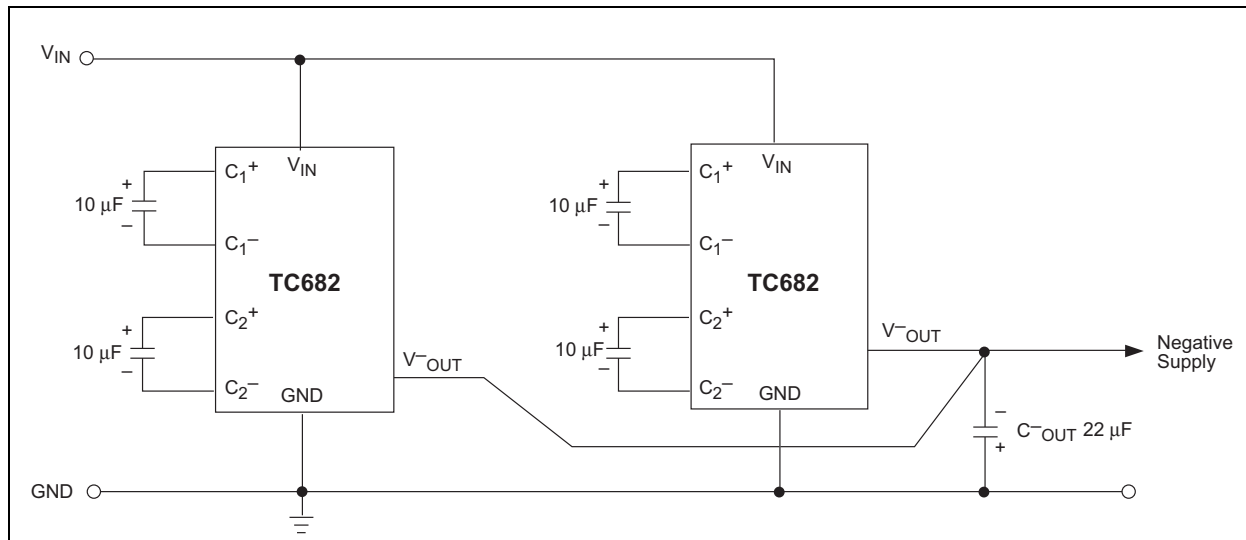 VIN
VIN
C1+
+
10 µF
–
C1–
TC682
C2+
+
10 µF
–
C2–
GND
V–OUT
VIN
C1+
+
10 µF
–
C1–
TC682
C2+
+
10 µF
–
C2–
GND
V–OUT
Negative
Supply
–
C–OUT 22 µF
+
GND